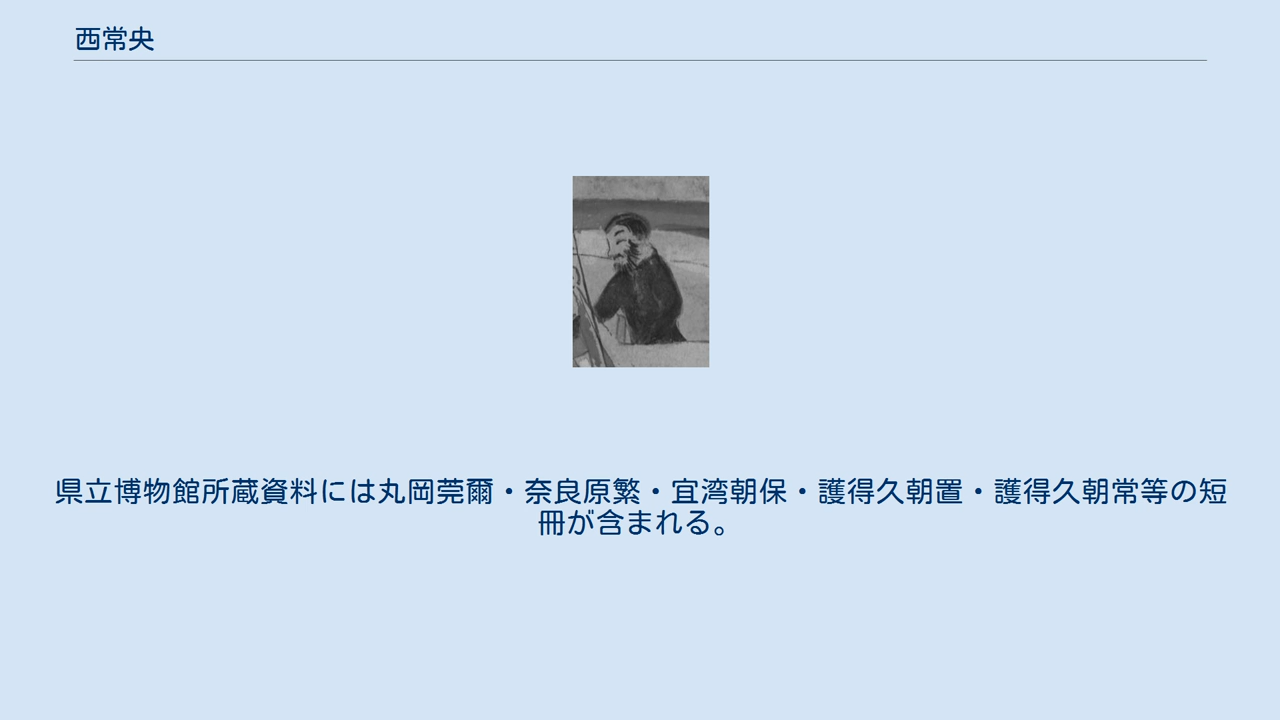 西常央
県立博物館所蔵資料には丸岡莞爾・奈良原繁・宜湾朝保・護得久朝置・護得久朝常等の短
冊が含まれる。